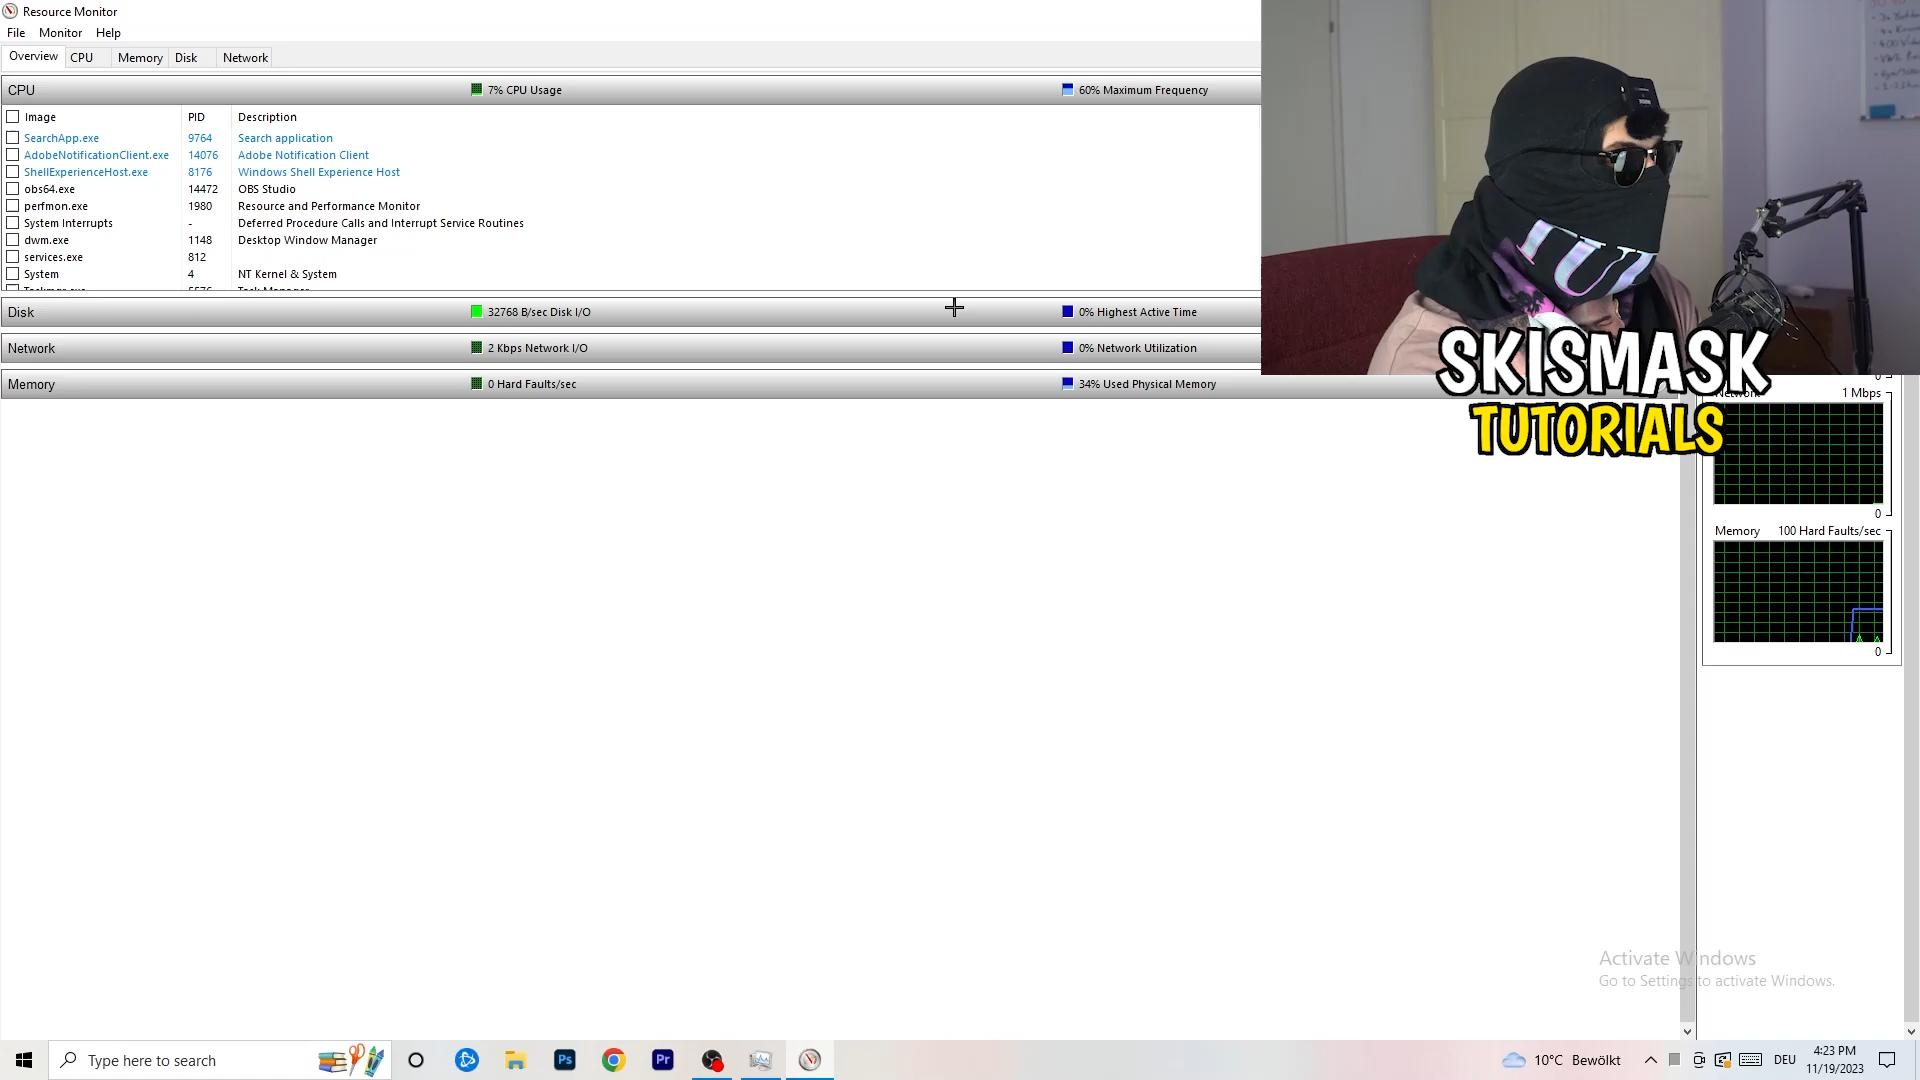 Resource Monitor
File Monitor Help
Overview CPU Memory Disk Network
CPU 7% CPU Usage 60% Maximum Frequency
Image PID Description
SearchApp.exe 9764 Search application
AdobeNotificationClient.exe 14076 Adobe Notification Client
ShellExperienceHost.exe 8176 Windows Shell Experience Host
obs64.exe 14472 OBS Studio
perfmon.exe 1980 Resource and Performance Monitor
System Interrupts - Deferred Procedure Calls and Interrupt Service Routines
dwm.exe 1148 Desktop Window Manager
services.exe 812
System 4 NT Kernel & System
Disk 32768 B/sec Disk I/O 0% Highest Active Time
Network 2 Kbps Network I/O 0% Network Utilization
Memory 0 Hard Faults/sec 34% Used Physical Memory
SKISMASK
TUTORIALS
Network 1 Mbps
0
Memory 100 Hard Faults/sec
0
Activate Windows
Go to Settings to activate Windows.
Type here to search
Ps
Pr
10°C Bewölkt
DEU
4:23 PM
11/19/2023